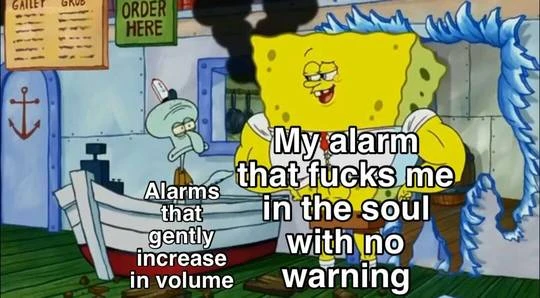 GALLEY GRUB
ORDER
HERE
Alarms
that
gently
increase
in volume
My alarm
that fucks me
in the soul
with no
warning